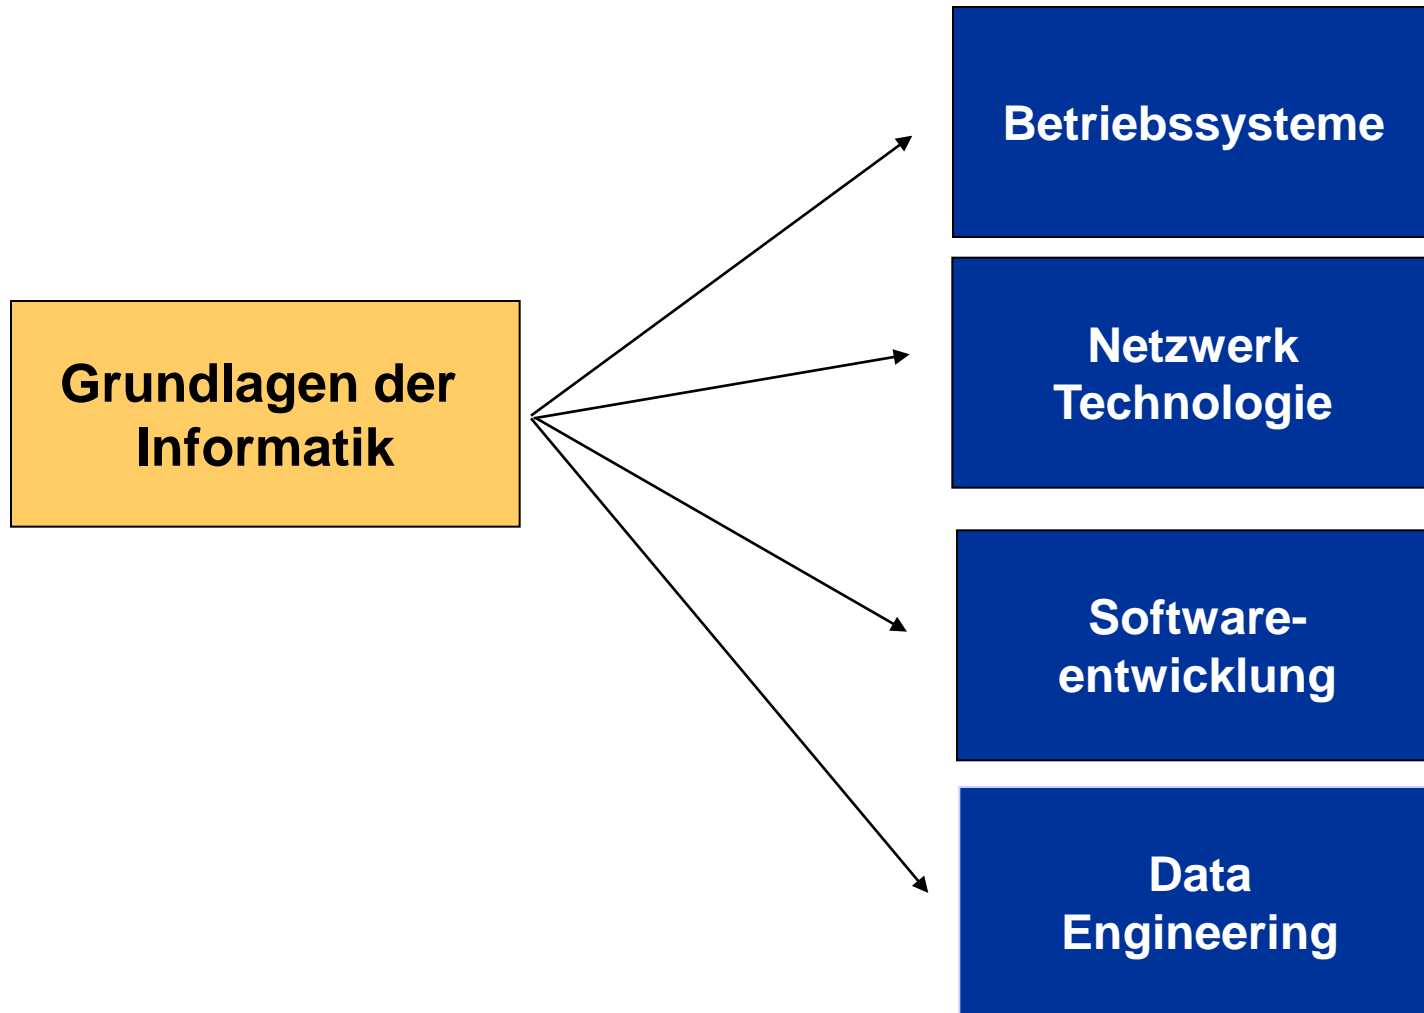 Grundlagen der
Informatik
Betriebssysteme
Netzwerk
Technologie
Software-
entwicklung
Data
Engineering